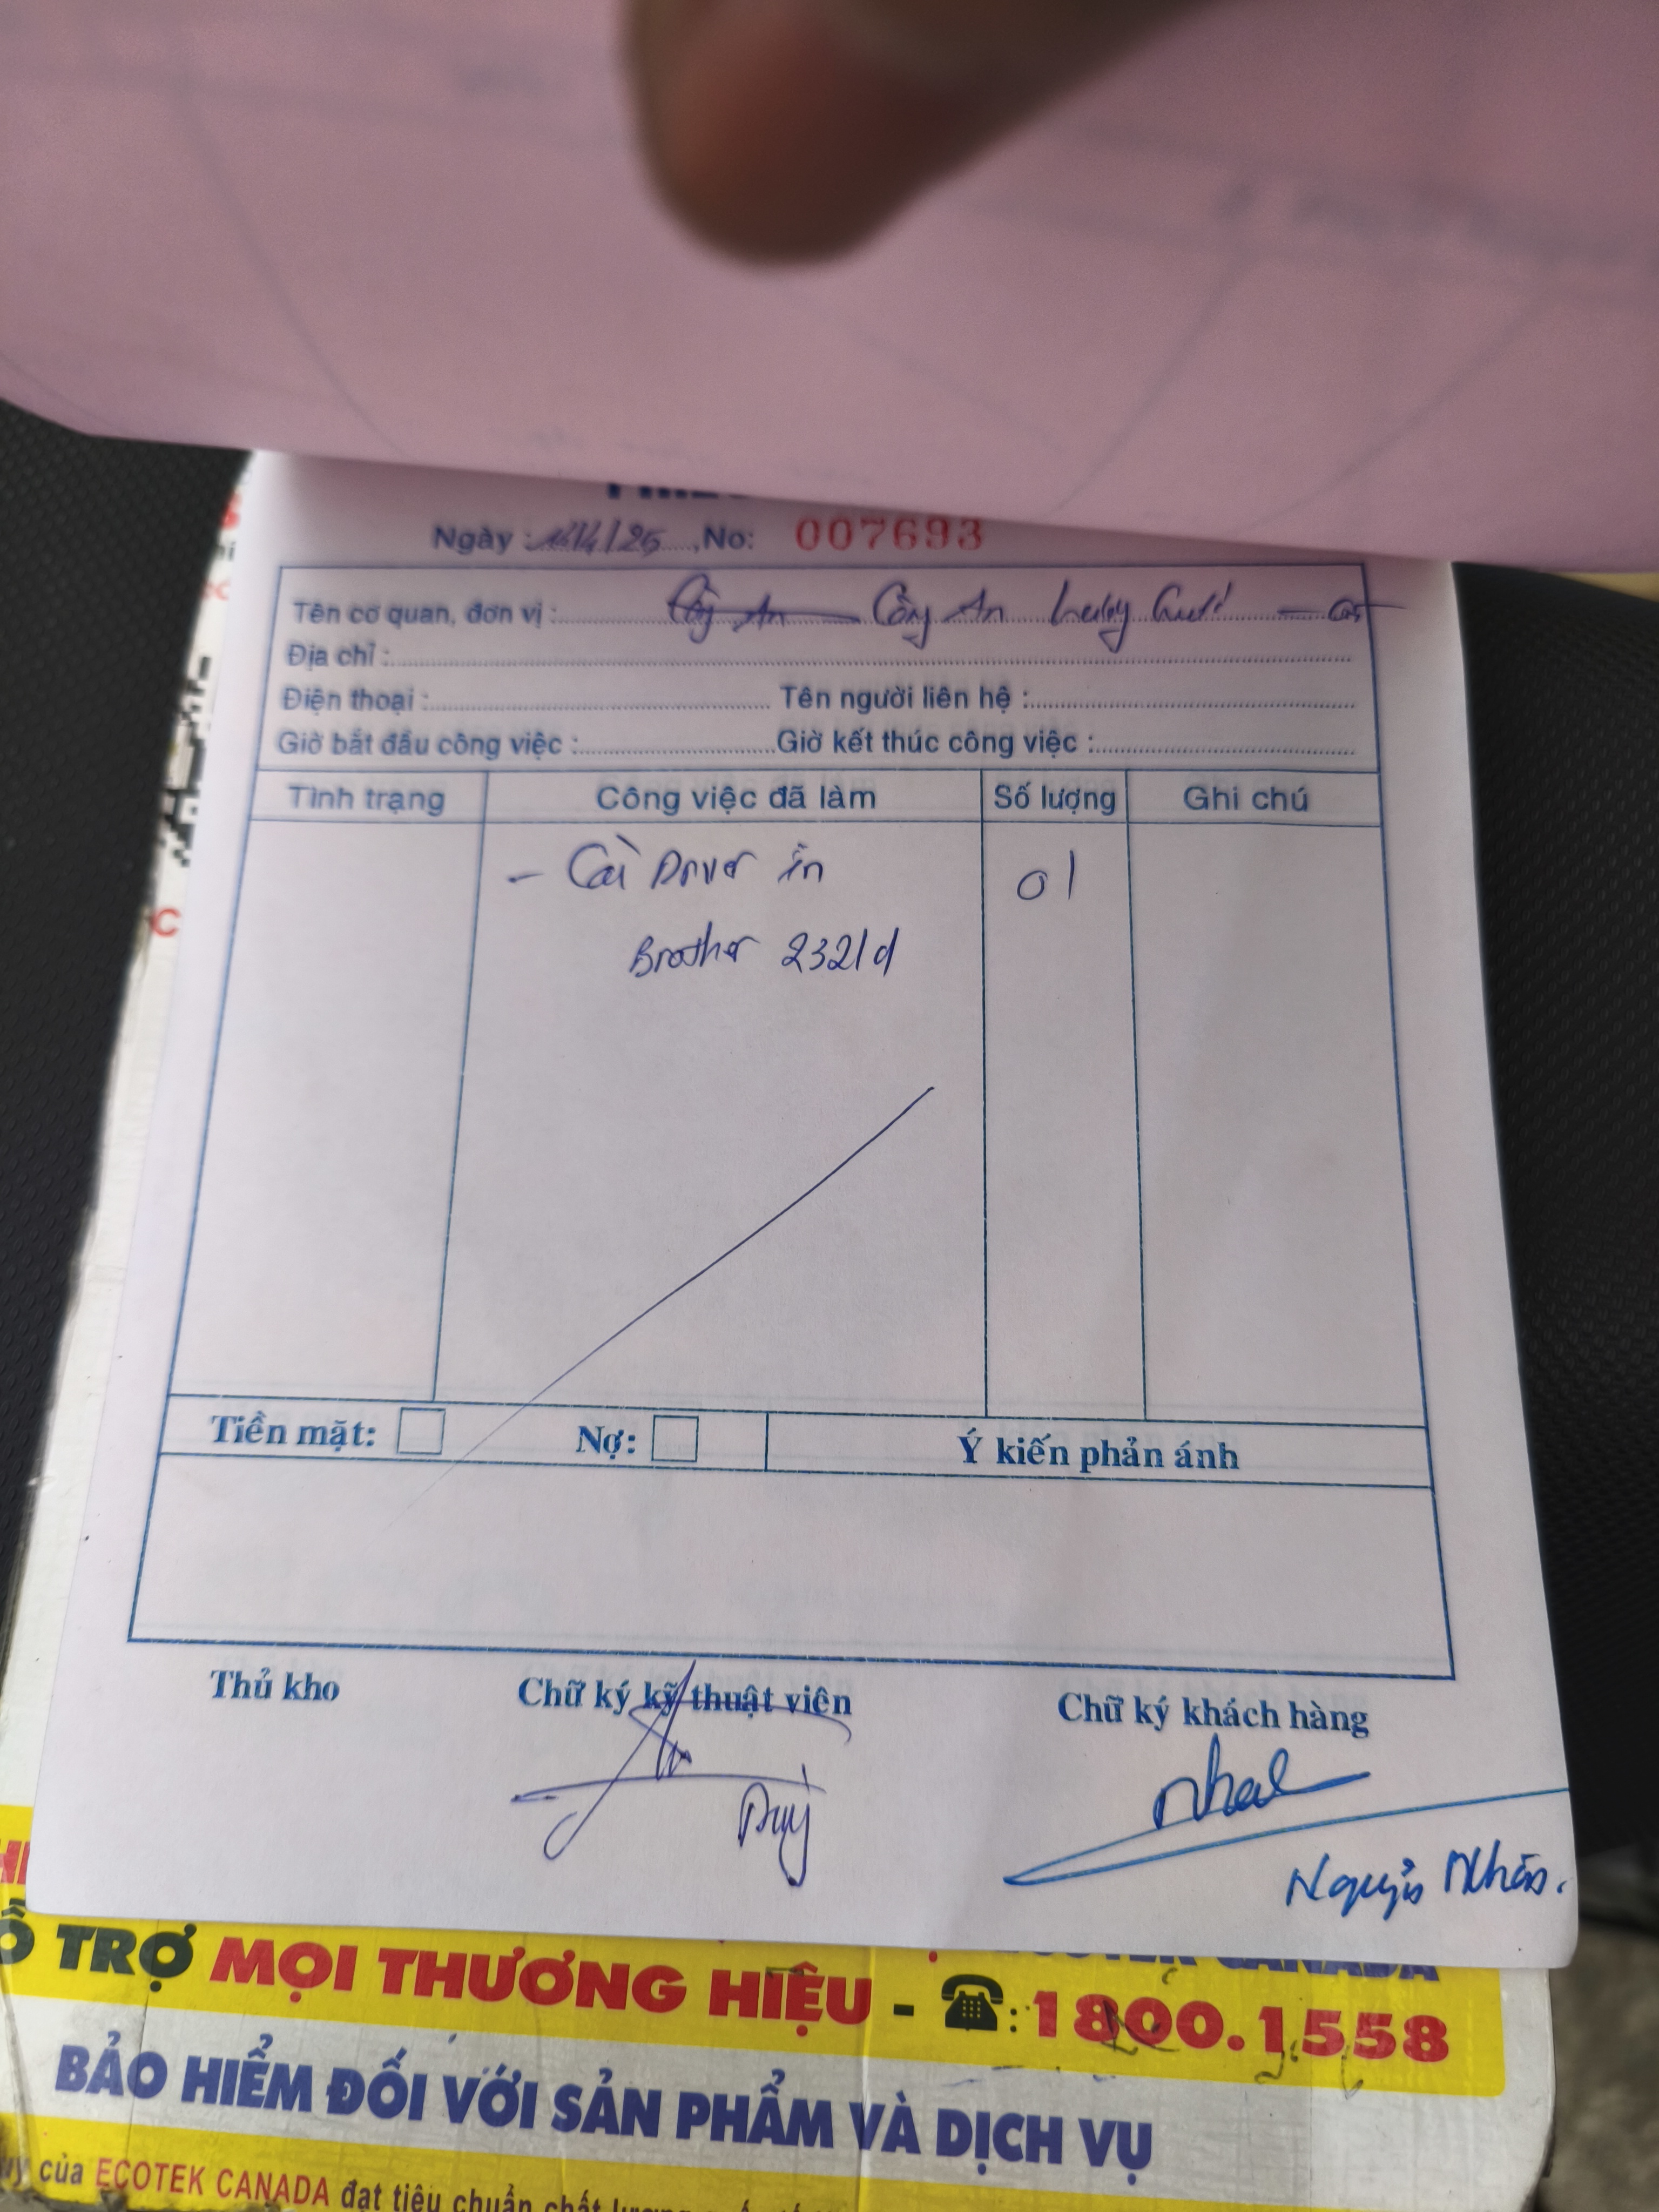 Ngày : /4/25 , No: 007693
Tên cơ quan, đơn vị : Công An Công An
Địa chỉ :
Điện thoại : Tên người liên hệ :
Giờ bắt đầu công việc : Giờ kết thúc công việc :
Tình trạng Công việc đã làm Số lượng Ghi chú
- Cài Driver in 01
Brother 2321d
Tiền mặt: Nợ: Ý kiến phản ánh
Thủ kho Chữ ký kỹ thuật viên Chữ ký khách hàng
Duy
Ỗ TRỢ MỌI THƯƠNG HIỆU - ☎: 1800.1558
BẢO HIỂM ĐỐI VỚI SẢN PHẨM VÀ DỊCH VỤ
của ECOTEK CANADA đạt tiêu chuẩn chất lượng